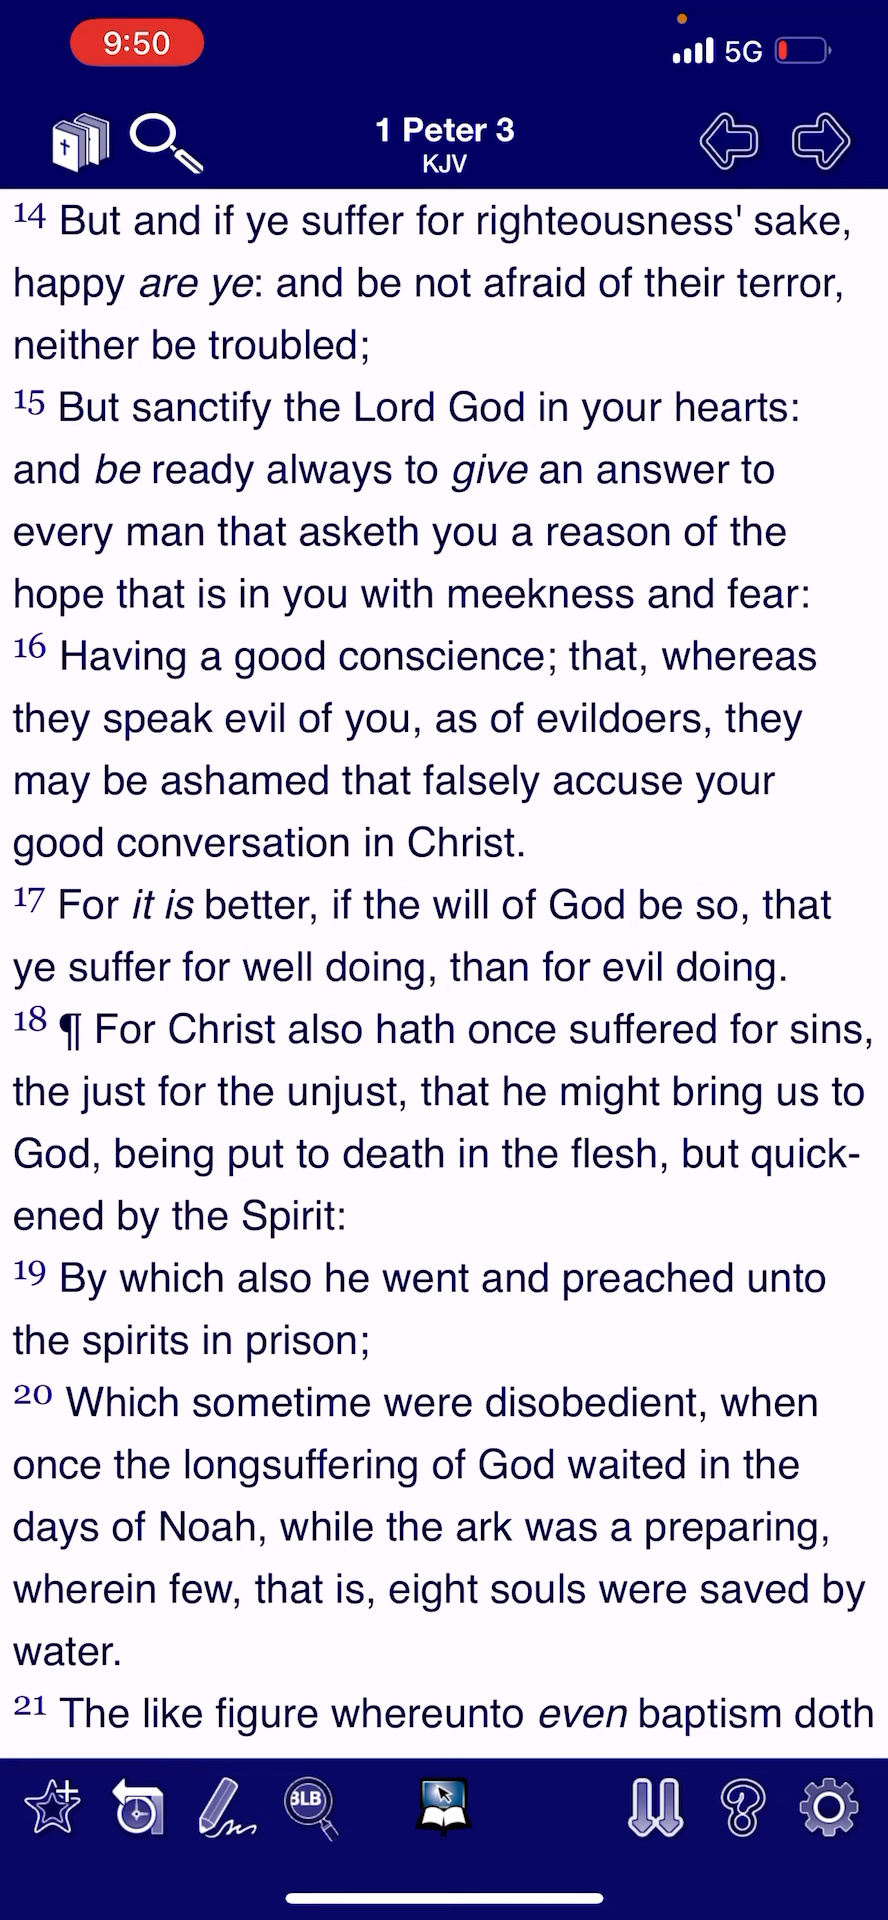 9:50
5G
1 Peter 3
KJV
14 But and if ye suffer for righteousness' sake,
happy are ye: and be not afraid of their terror,
neither be troubled;
15 But sanctify the Lord God in your hearts:
and be ready always to give an answer to
every man that asketh you a reason of the
hope that is in you with meekness and fear:
16 Having a good conscience; that, whereas
they speak evil of you, as of evildoers, they
may be ashamed that falsely accuse your
good conversation in Christ.
17 For it is better, if the will of God be so, that
ye suffer for well doing, than for evil doing.
18 ¶ For Christ also hath once suffered for sins,
the just for the unjust, that he might bring us to
God, being put to death in the flesh, but quick-
ened by the Spirit:
19 By which also he went and preached unto
the spirits in prison;
20 Which sometime were disobedient, when
once the longsuffering of God waited in the
days of Noah, while the ark was a preparing,
wherein few, that is, eight souls were saved by
water.
21 The like figure whereunto even baptism doth
BLB